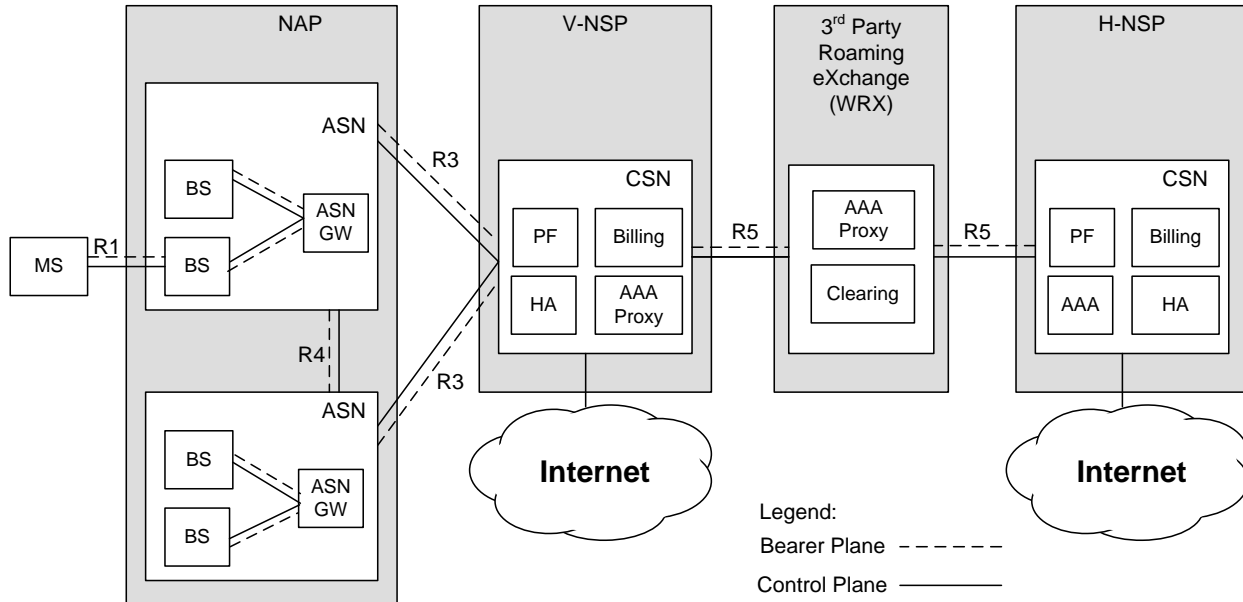 NAP
V-NSP
3rd Party
Roaming
eXchange
(WRX)
H-NSP
ASN
R3
BS
ASN
GW
BS
MS
R1
CSN
PF
Billing
HA
AAA
Proxy
R5
AAA
Proxy
Clearing
R5
CSN
PF
Billing
AAA
HA
R4
R3
ASN
BS
ASN
GW
BS
Internet
Internet
Legend:
Bearer Plane
Control Plane